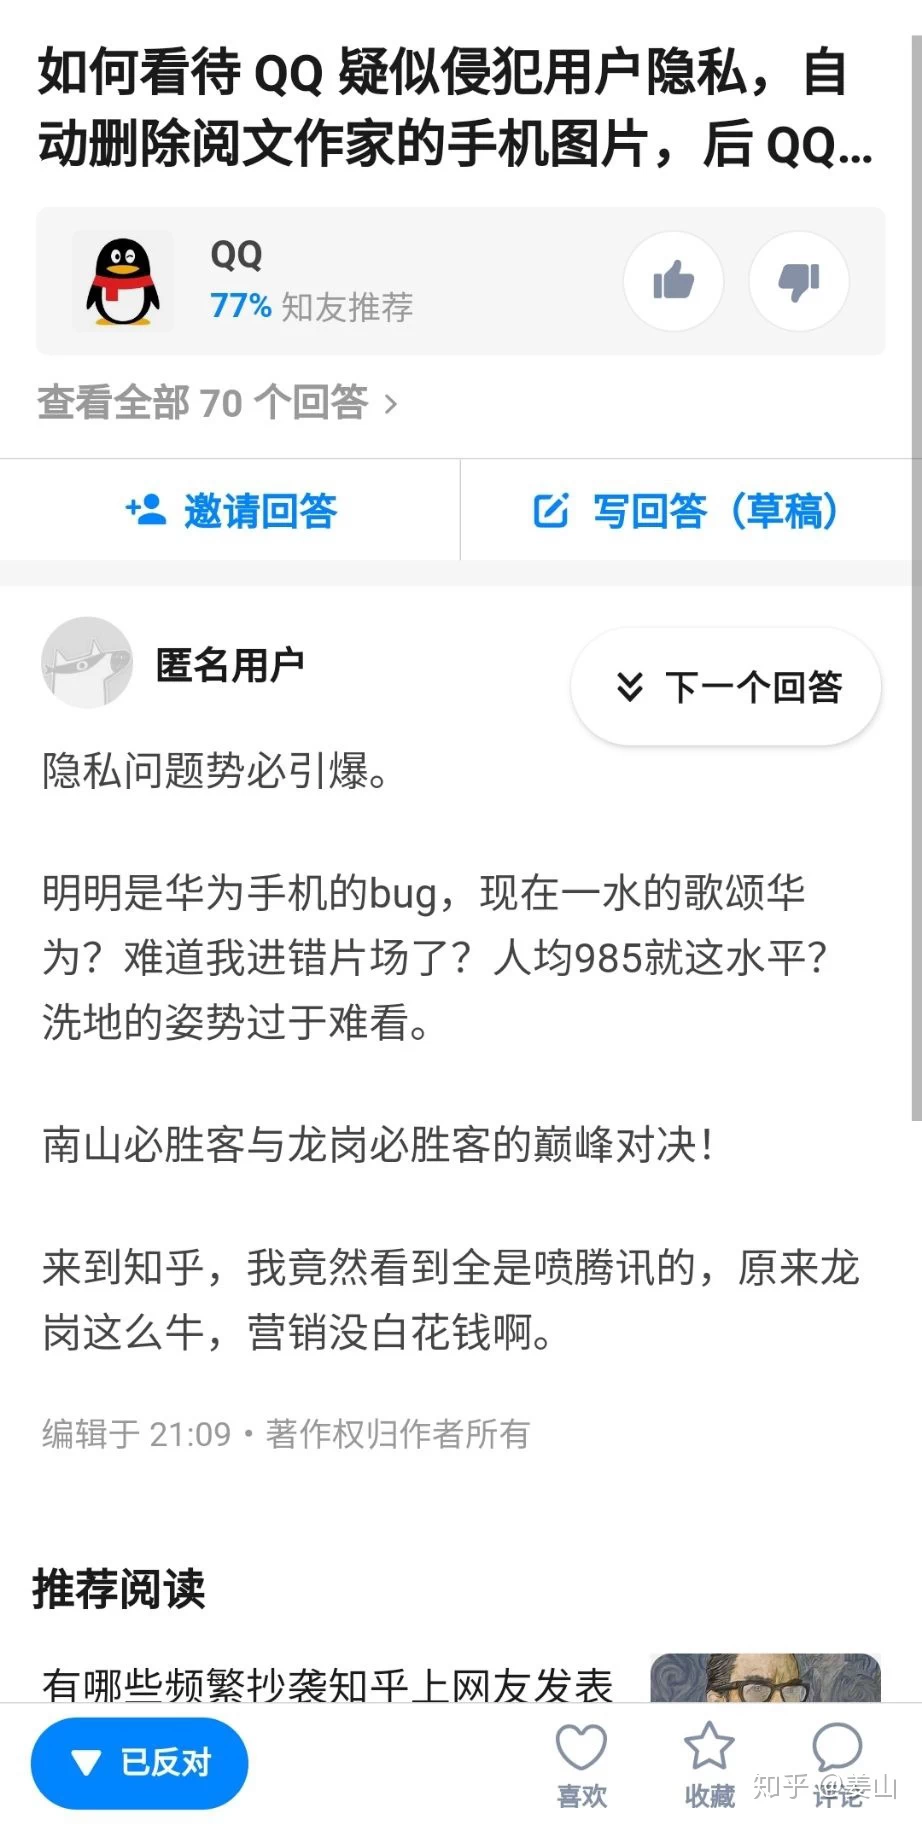 如何看待 QQ 疑似侵犯用户隐私，自
动删除阅文作家的手机图片，后 QQ...
QQ
77% 知友推荐
查看全部 70 个回答 >
邀请回答
写回答（草稿）
匿名用户
下一个回答
隐私问题势必引爆。
明明是华为手机的bug，现在一水的歌颂华
为？难道我进错片场了？人均985就这水平？
洗地的姿势过于难看。
南山必胜客与龙岗必胜客的巅峰对决！
来到知乎，我竟然看到全是喷腾讯的，原来龙
岗这么牛，营销没白花钱啊。
编辑于 21:09 · 著作权归作者所有
推荐阅读
有哪些频繁抄袭知乎上网友发表
已反对
喜欢
收藏
评论
知乎 @姜山